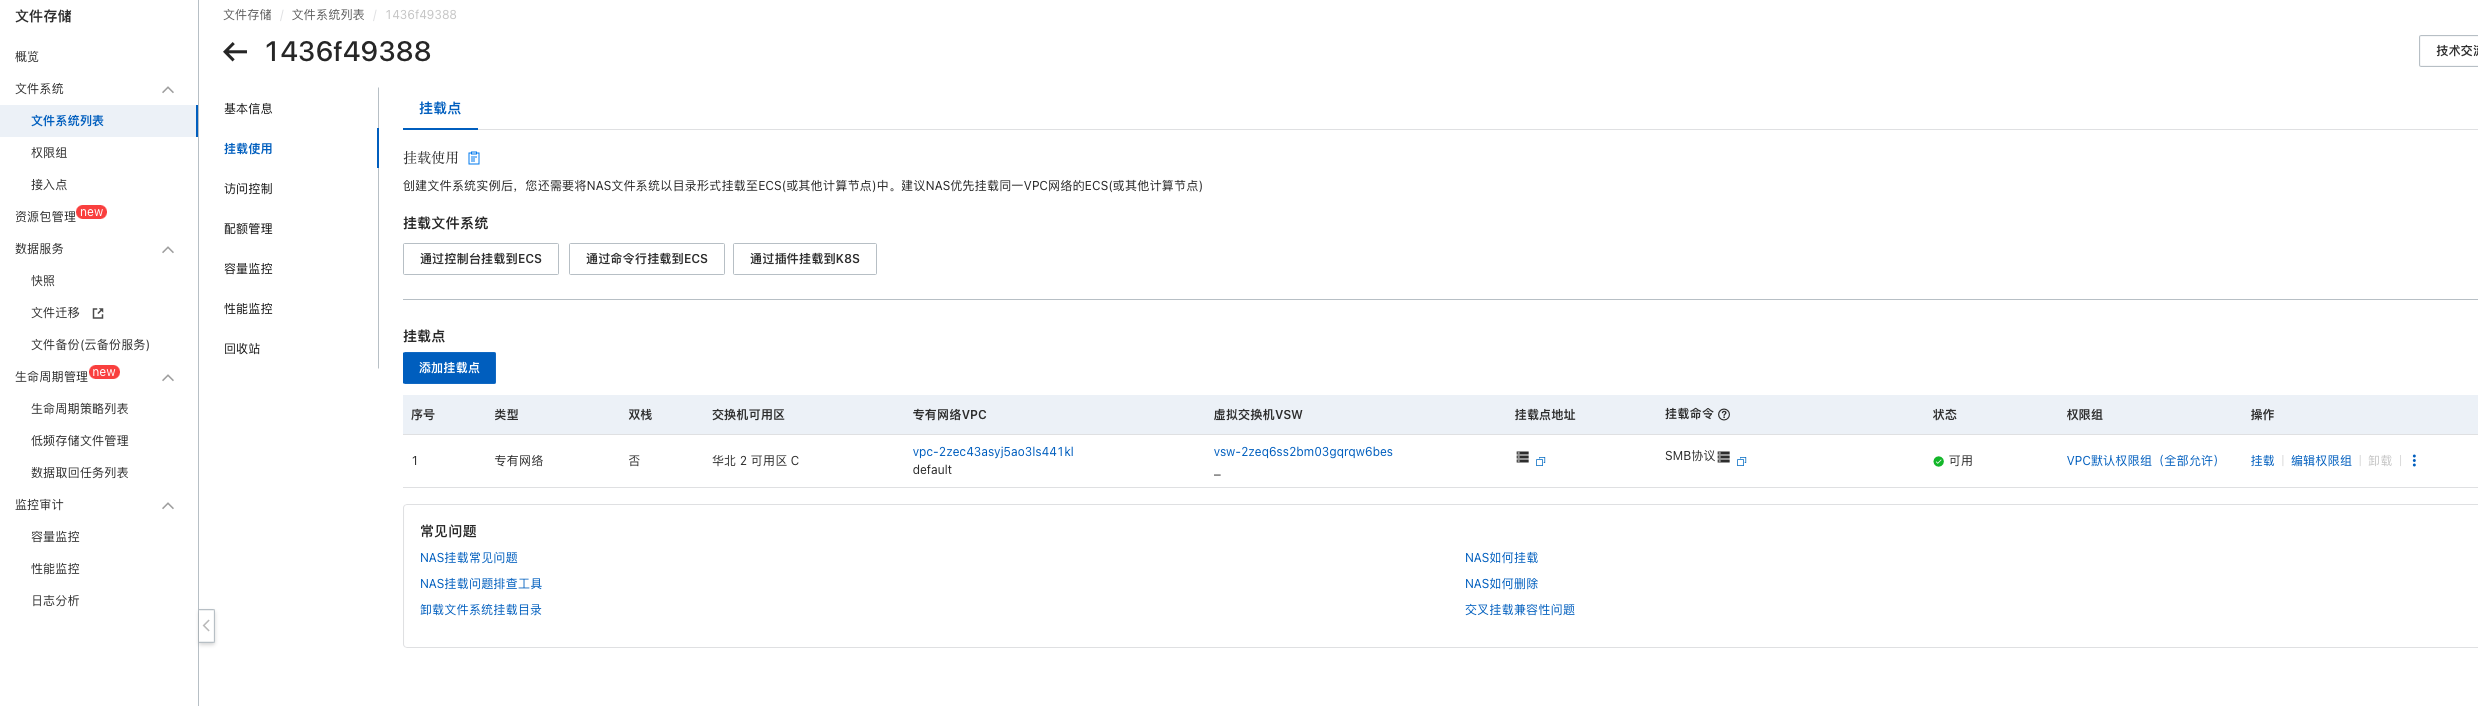 文件存储
概览
文件系统
文件系统列表
权限组
接入点
资源包管理 new
数据服务
快照
文件迁移
文件备份(云备份服务)
生命周期管理 new
生命周期策略列表
低频存储文件管理
数据取回任务列表
监控审计
容量监控
性能监控
日志分析
文件存储 / 文件系统列表 / 1436f49388
1436f49388
技术交流
基本信息
挂载使用
访问控制
配额管理
容量监控
性能监控
回收站
挂载点
挂载使用
创建文件系统实例后，您还需要将NAS文件系统以目录形式挂载至ECS(或其他计算节点)中。建议NAS优先挂载同一VPC网络的ECS(或其他计算节点)
挂载文件系统
通过控制台挂载到ECS 通过命令行挂载到ECS 通过插件挂载到K8S
挂载点
添加挂载点
序号 类型 双栈 交换机可用区 专有网络VPC 虚拟交换机VSW 挂载点地址 挂载命令 状态 权限组 操作
1 专有网络 否 华北 2 可用区 C vpc-2zec43asyj5ao3ls441kl vsw-2zeq6ss2bm03gqrqw6bes SMB协议 可用 VPC默认权限组（全部允许） 挂载 编辑权限组 卸载
default –
常见问题
NAS挂载常见问题 NAS如何挂载
NAS挂载问题排查工具 NAS如何删除
卸载文件系统挂载目录 交叉挂载兼容性问题